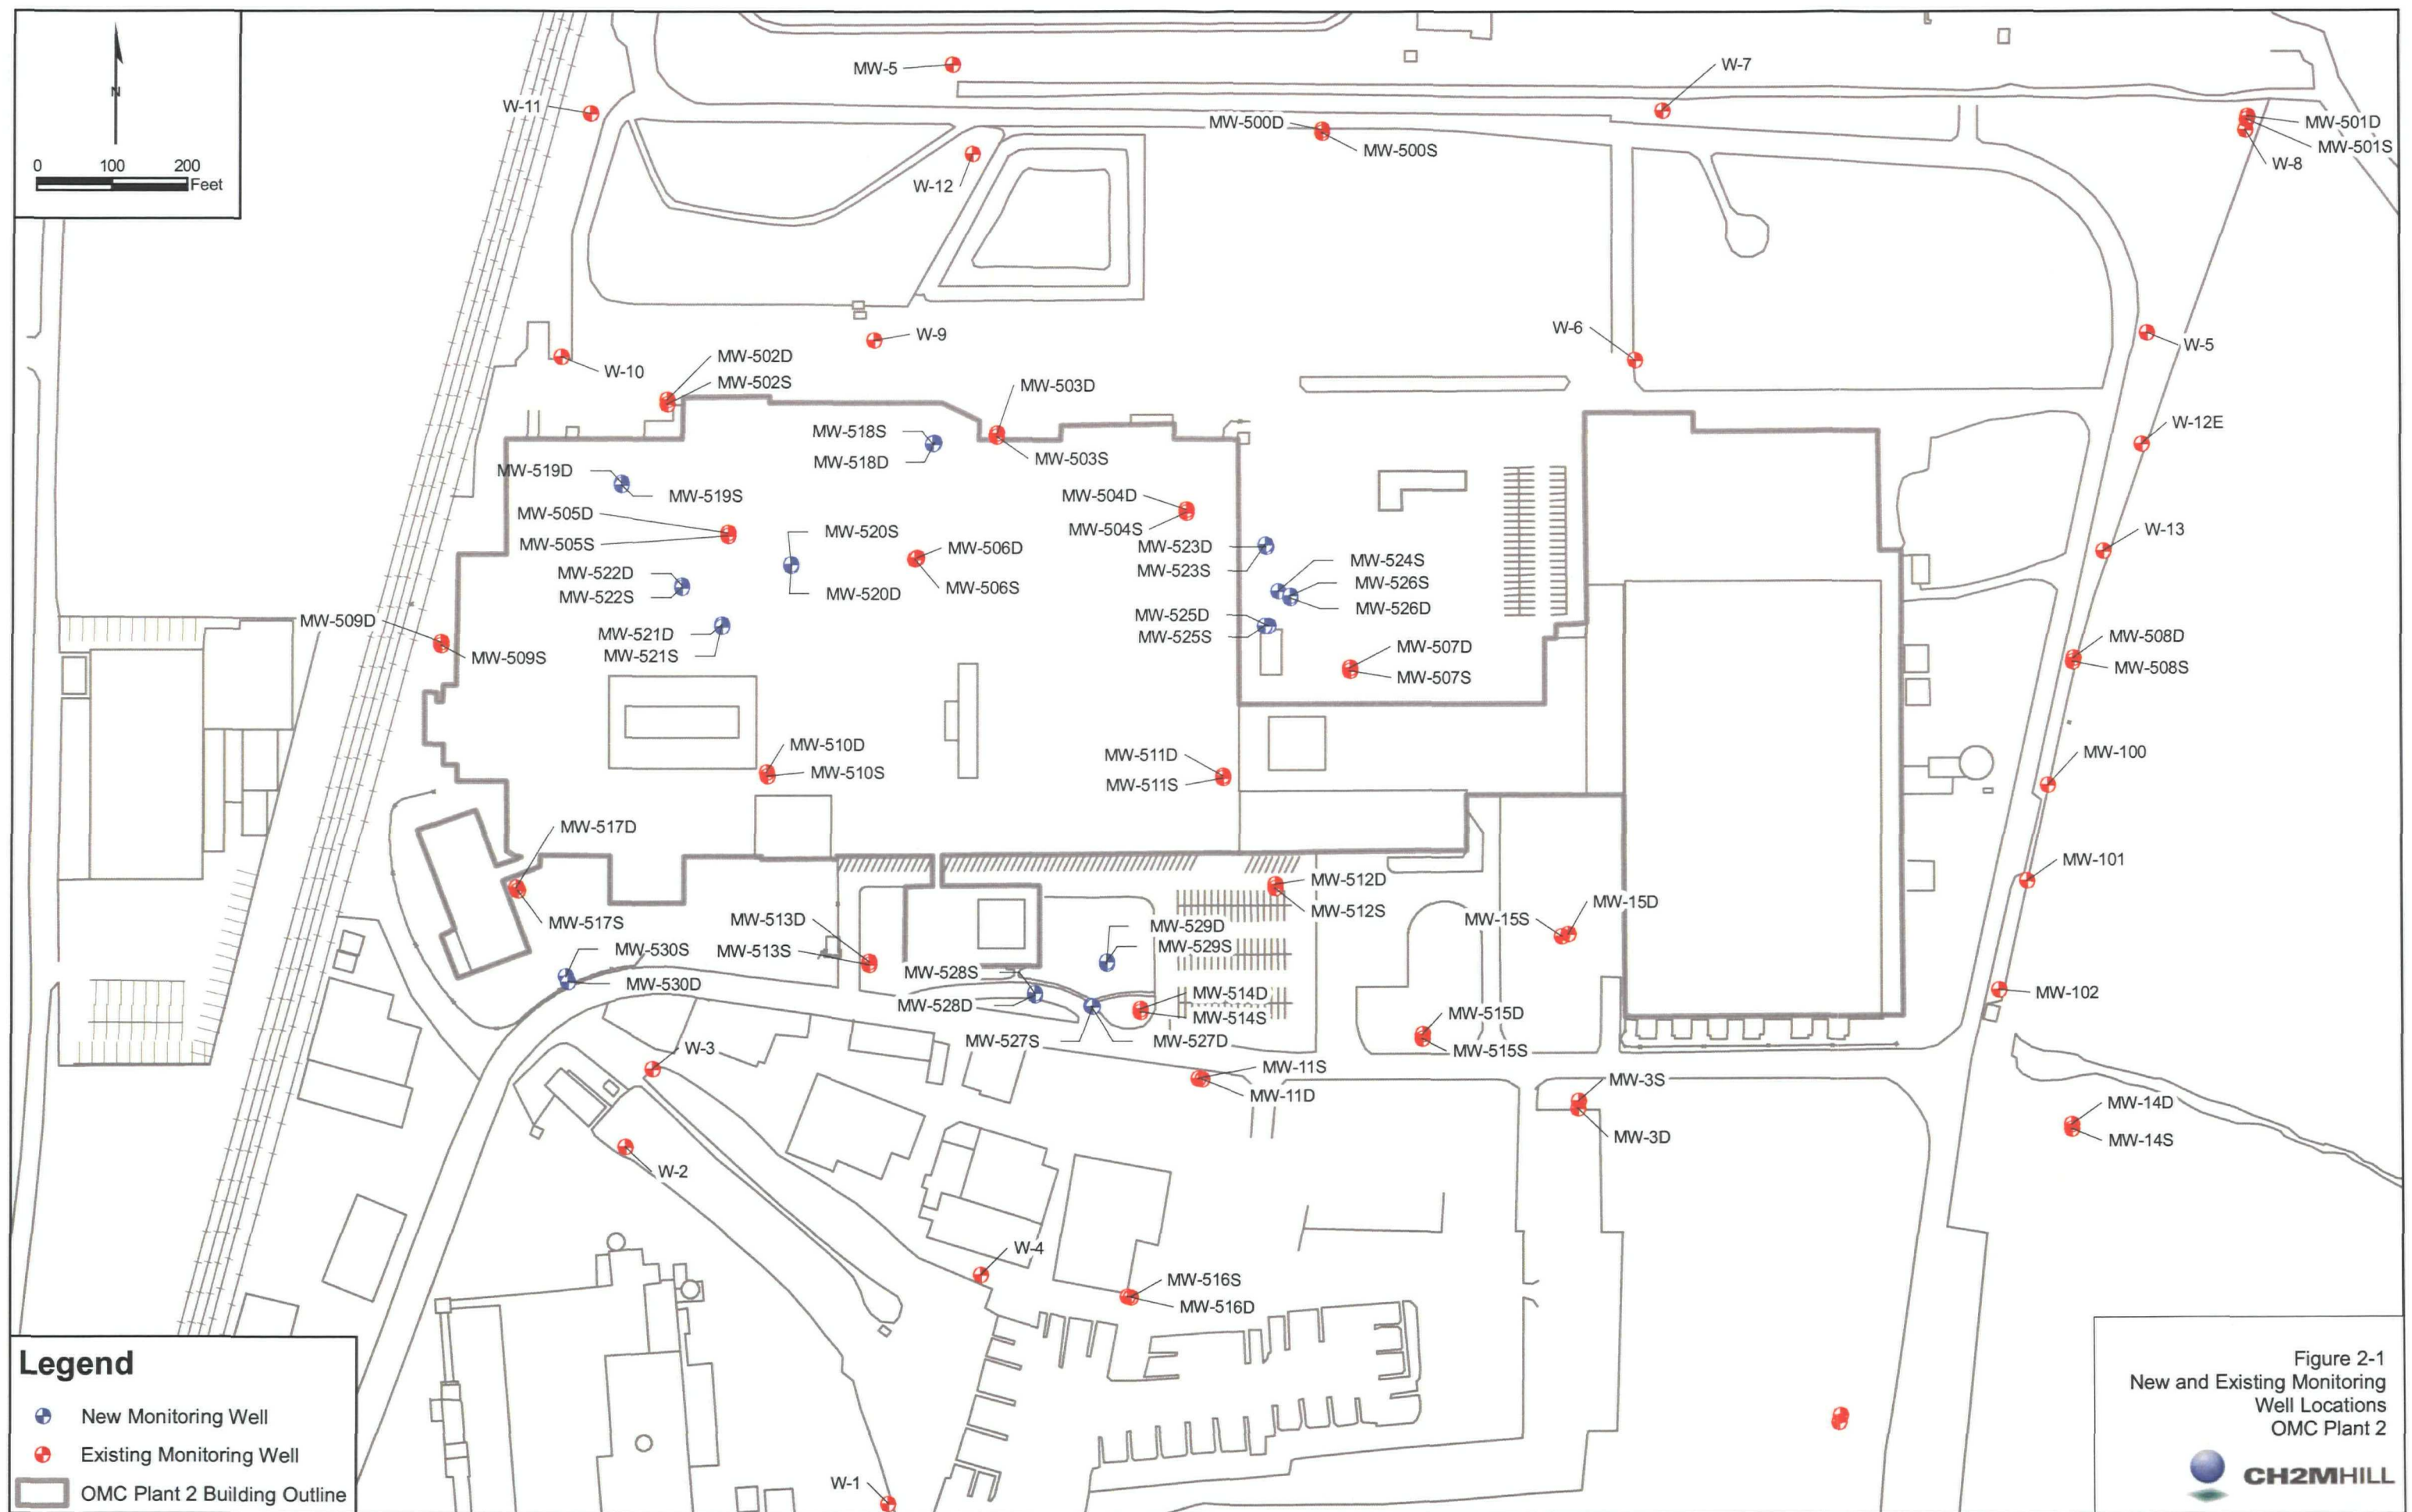 N
0 100 200
Feet
MW-5
W-7
W-11
MW-500D
MW-500S
MW-501D
MW-501S
W-8
W-12
W-9
W-6
W-5
W-10
MW-502D
MW-502S
MW-503D
MW-503S
MW-518S
MW-518D
W-12E
MW-519D
MW-519S
MW-504D
MW-504S
MW-505D
MW-505S
MW-520S
MW-520D
MW-506D
MW-506S
MW-523D
MW-523S
W-13
MW-524S
MW-526S
MW-526D
MW-522D
MW-522S
MW-525D
MW-525S
MW-509D
MW-509S
MW-521D
MW-521S
MW-507D
MW-507S
MW-508D
MW-508S
MW-510D
MW-510S
MW-511D
MW-511S
MW-100
MW-517D
MW-517S
MW-101
MW-512D
MW-512S
MW-15S
MW-15D
MW-513D
MW-513S
MW-529D
MW-529S
MW-530S
MW-530D
MW-528S
MW-528D
MW-514D
MW-514S
MW-102
MW-515D
MW-515S
MW-527S
MW-527D
W-3
MW-11S
MW-11D
MW-3S
MW-3D
MW-14D
MW-14S
W-2
W-4
MW-516S
MW-516D
W-1
Legend
New Monitoring Well
Existing Monitoring Well
OMC Plant 2 Building Outline
Figure 2-1
New and Existing Monitoring
Well Locations
OMC Plant 2
CH2MHILL